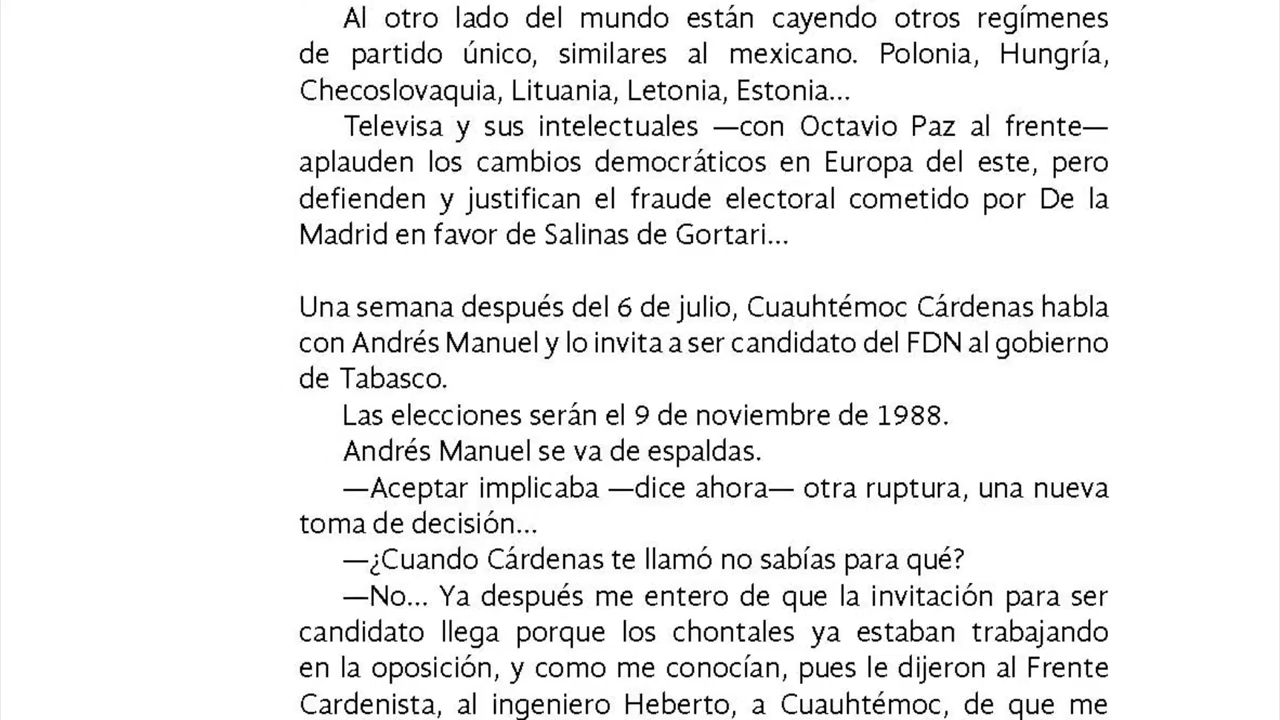 Al otro lado del mundo están cayendo otros regímenes
de partido único, similares al mexicano. Polonia, Hungría,
Checoslovaquia, Lituania, Letonia, Estonia...
Televisa y sus intelectuales —con Octavio Paz al frente—
aplauden los cambios democráticos en Europa del este, pero
defienden y justifican el fraude electoral cometido por De la
Madrid en favor de Salinas de Gortari...
Una semana después del 6 de julio, Cuauhtémoc Cárdenas habla
con Andrés Manuel y lo invita a ser candidato del FDN al gobierno
de Tabasco.
Las elecciones serán el 9 de noviembre de 1988.
Andrés Manuel se va de espaldas.
—Aceptar implicaba —dice ahora— otra ruptura, una nueva
toma de decisión...
—¿Cuando Cárdenas te llamó no sabías para qué?
—No... Ya después me entero de que la invitación para ser
candidato llega porque los chontales ya estaban trabajando
en la oposición, y como me conocían, pues le dijeron al Frente
Cardenista, al ingeniero Heberto, a Cuauhtémoc, de que me